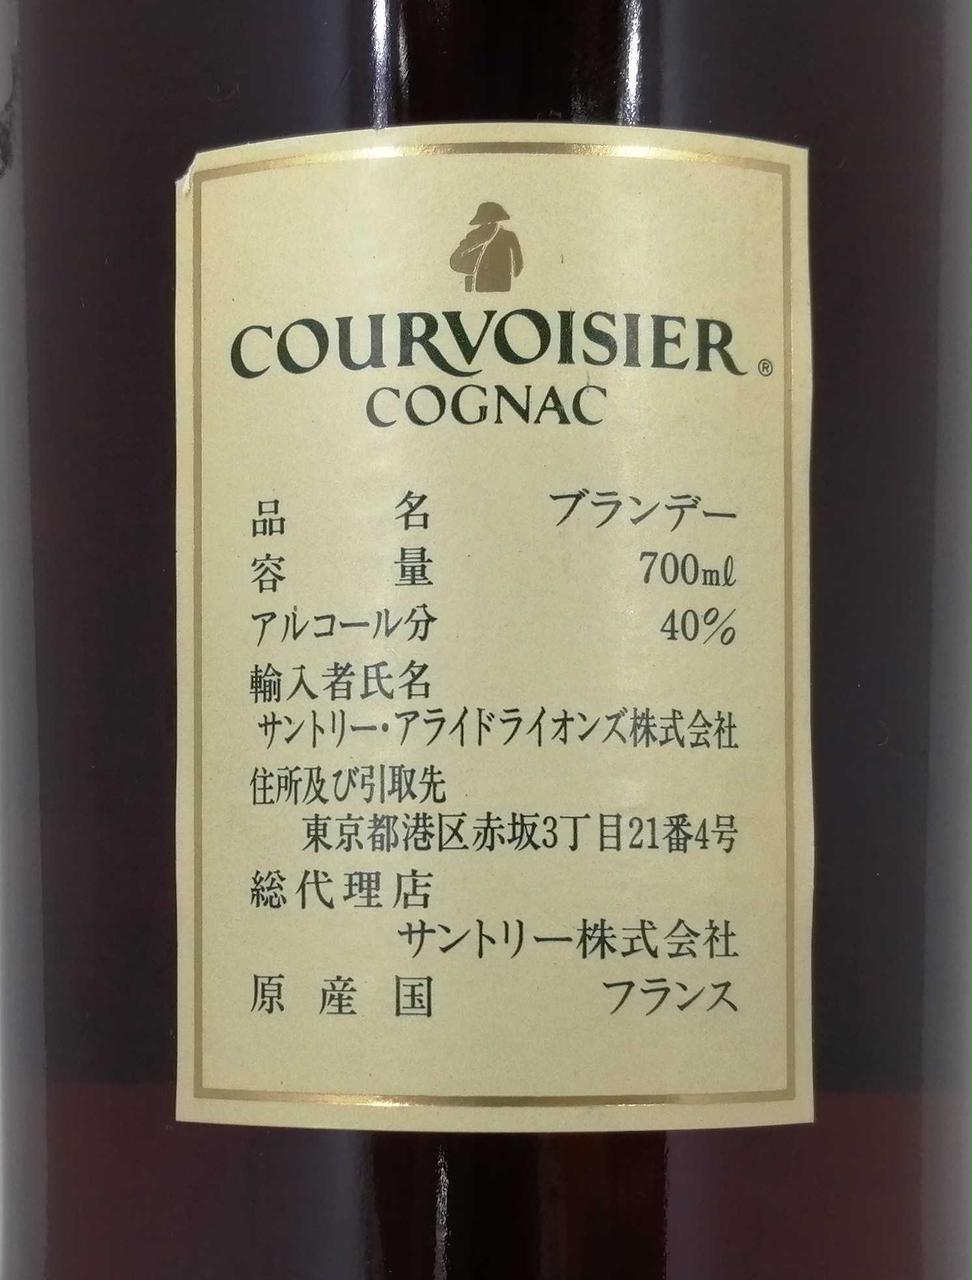 COURVOISIER®
COGNAC
品名 ブランデー
容量 700mℓ
アルコール分 40%
輸入者氏名
サントリー・アライドライオンズ株式会社
住所及び引取先
東京都港区赤坂3丁目21番4号
総代理店
サントリー株式会社
原産国 フランス